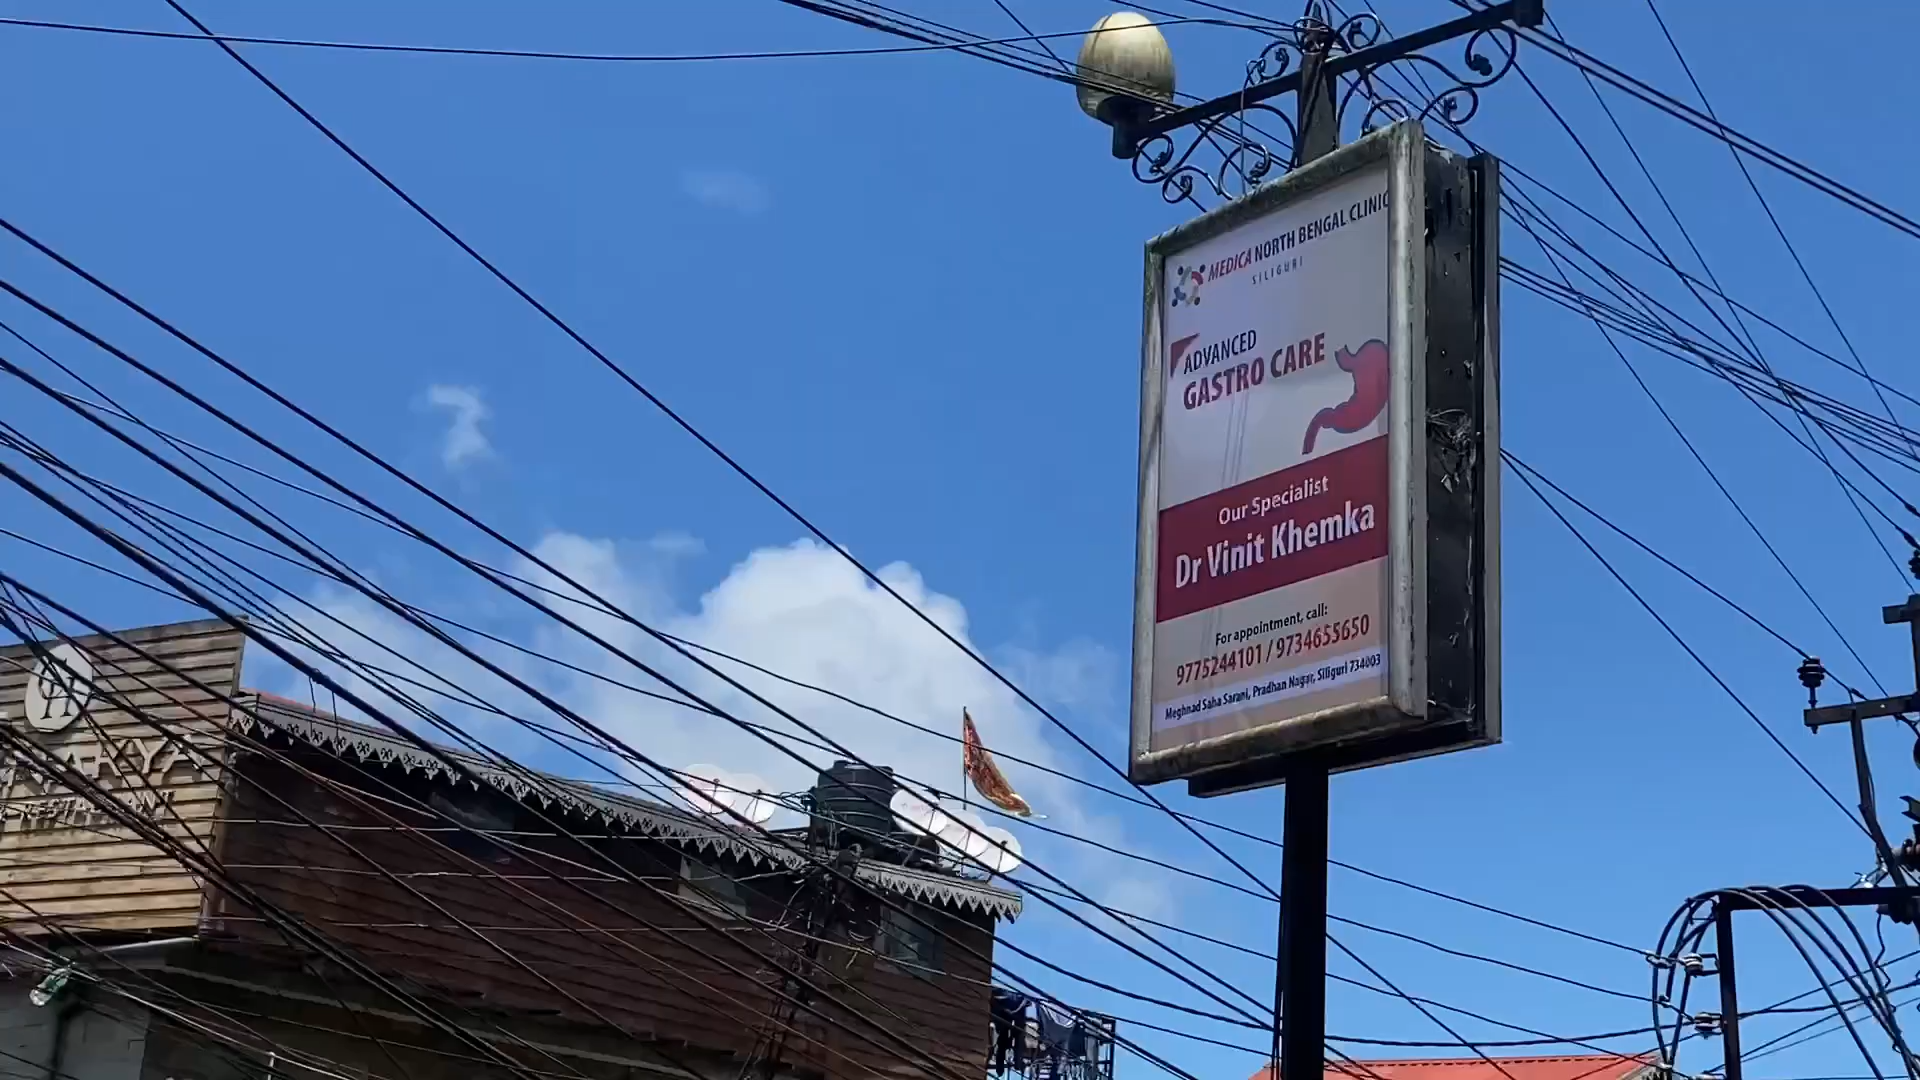 MEDICA NORTH BENGAL CLINIC
SILIGURI
ADVANCED
GASTRO CARE
Our Specialist
Dr Vinit Khemka
For appointment, call:
9775244101 / 9734655650
Meghnad Saha Sarani, Pradhan Nagar, Siliguri 734003
RESTAURANT